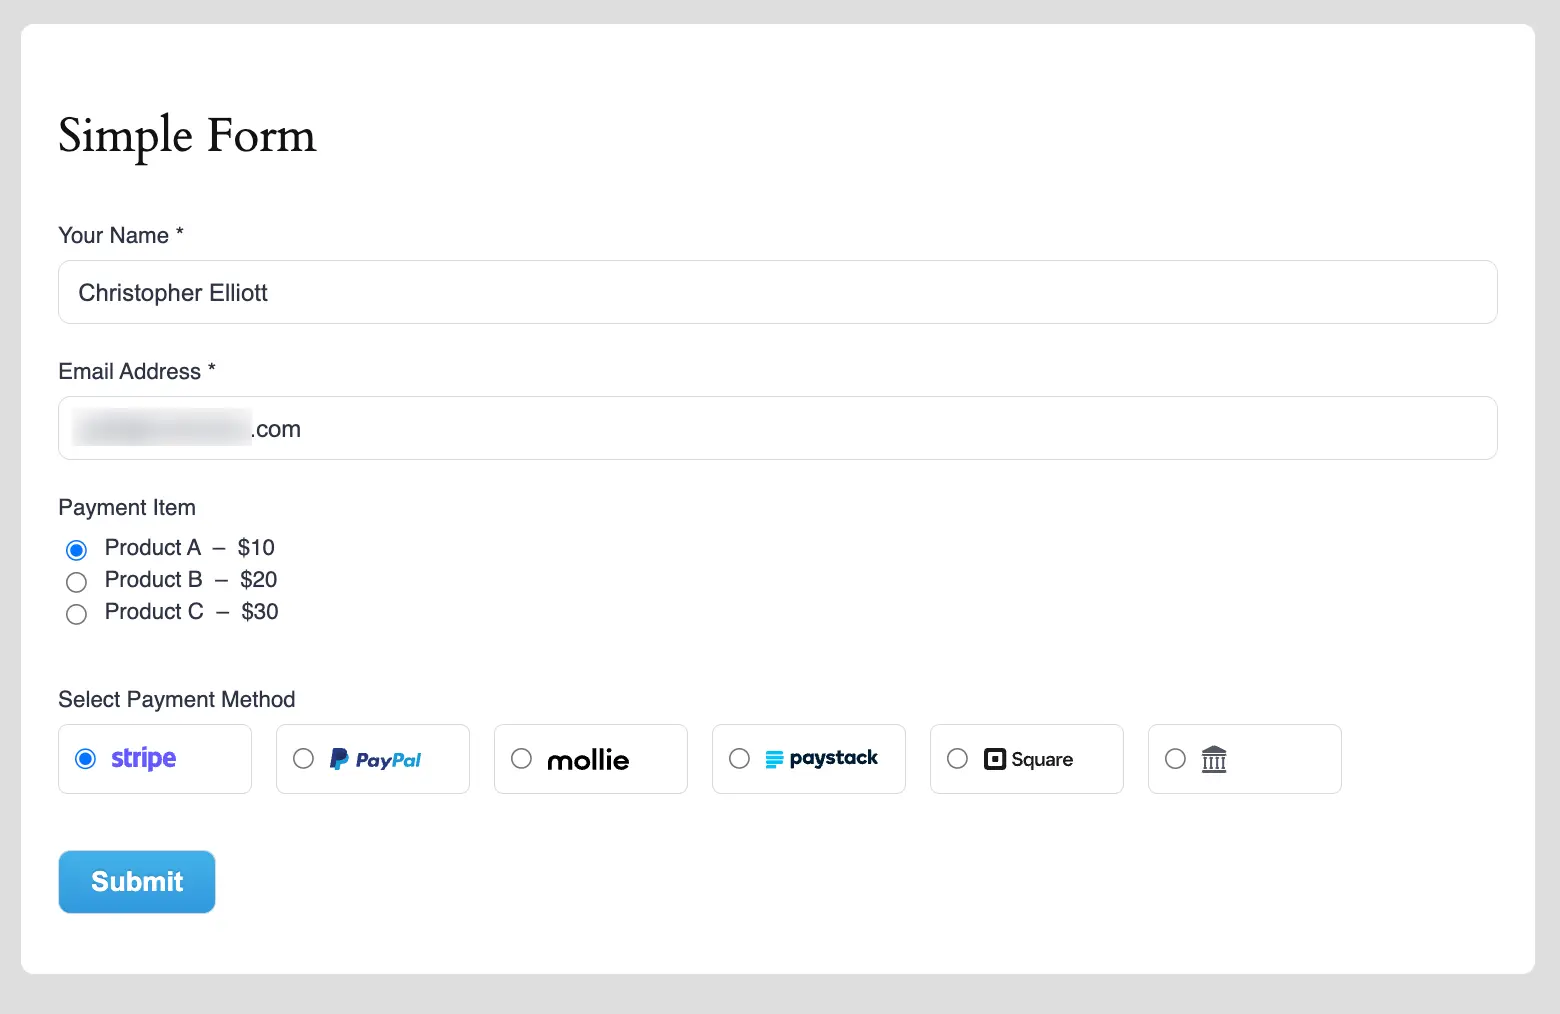 Simple Form
Your Name *
Christopher Elliott
Email Address *
.com
Payment Item
Product A – $10
Product B – $20
Product C – $30
Select Payment Method
stripe PayPal mollie paystack Square
Submit